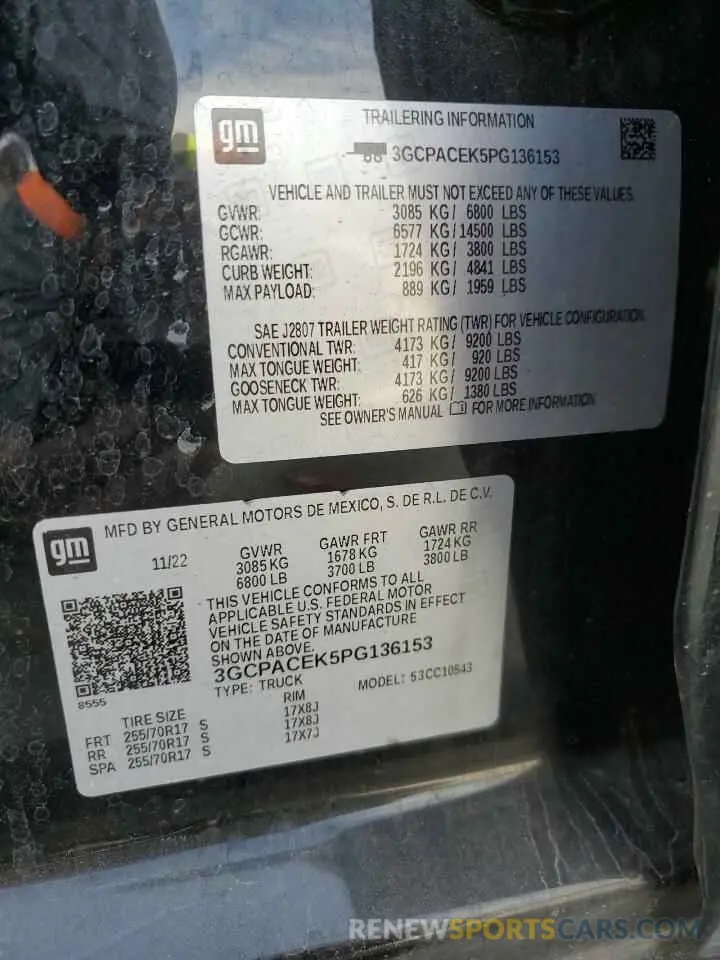 gm
TRAILERING INFORMATION
3GCPACEK5PG136153
VEHICLE AND TRAILER MUST NOT EXCEED ANY OF THESE VALUES.
GVWR: 3085 KG/ 6800 LBS
GCWR: 6577 KG/14500 LBS
RGAWR: 1724 KG/ 3800 LBS
CURB WEIGHT: 2196 KG/ 4841 LBS
MAX PAYLOAD: 889 KG/ 1959 LBS
SAE J2807 TRAILER WEIGHT RATING (TWR) FOR VEHICLE CONFIGURATION.
CONVENTIONAL TWR: 4173 KG/ 9200 LBS
MAX TONGUE WEIGHT: 417 KG/ 920 LBS
GOOSENECK TWR: 4173 KG/ 9200 LBS
MAX TONGUE WEIGHT: 626 KG/ 1380 LBS
SEE OWNER'S MANUAL FOR MORE INFORMATION
gm
MFD BY GENERAL MOTORS DE MEXICO, S. DE R.L. DE C.V.
11/22 GVWR GAWR FRT GAWR RR
3085 KG 1678 KG 1724 KG
6800 LB 3700 LB 3800 LB
THIS VEHICLE CONFORMS TO ALL
APPLICABLE U.S. FEDERAL MOTOR
VEHICLE SAFETY STANDARDS IN EFFECT
ON THE DATE OF MANUFACTURE
SHOWN ABOVE.
3GCPACEK5PG136153
8555
TYPE: TRUCK MODEL: 53CC10543
TIRE SIZE RIM
FRT 255/70R17 S 17X8J
RR 255/70R17 S 17X8J
SPA 255/70R17 S 17X7J
RENEWSPORTSCARS.COM